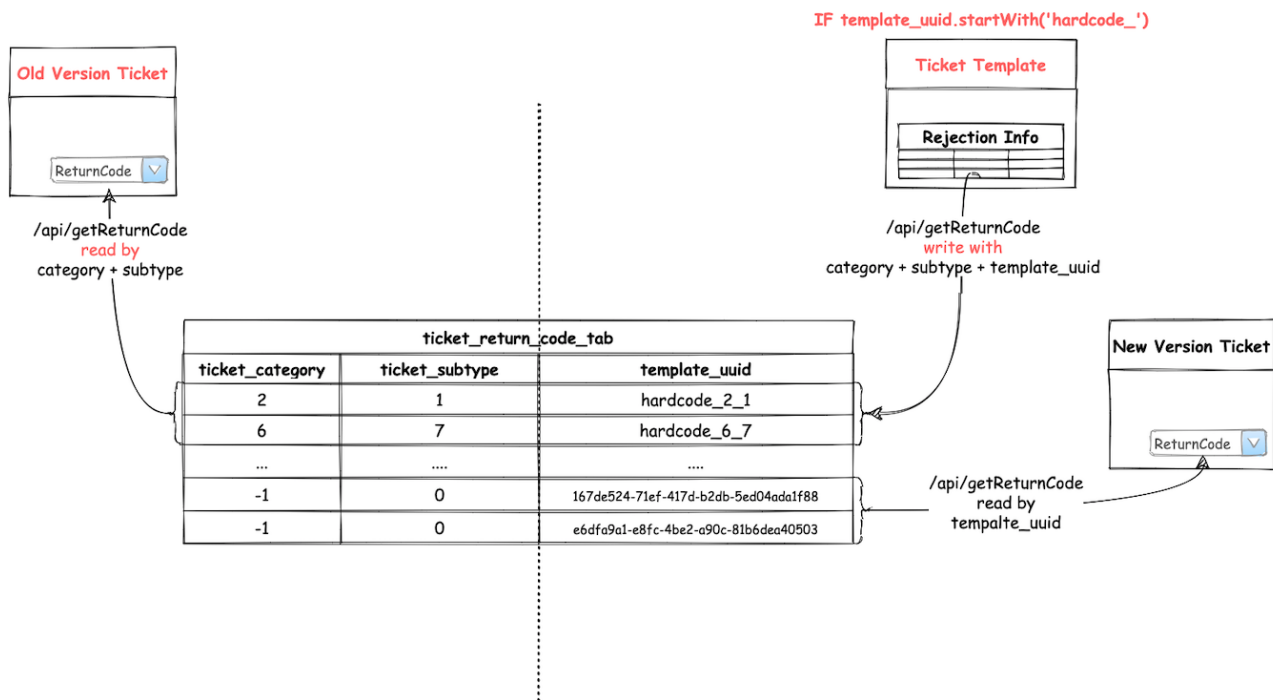 IF template_uuid.startWith('hardcode_')
Old Version Ticket
ReturnCode
/api/getReturnCode
read by
category + subtype
Ticket Template
Rejection Info
/api/getReturnCode
write with
category + subtype + template_uuid
ticket_return_code_tab
ticket_category ticket_subtype template_uuid
2 1 hardcode_2_1
6 7 hardcode_6_7
... .... ....
-1 0 167de524-71ef-417d-b2db-5ed04ada1f88
-1 0 e6dfa9a1-e8fc-4be2-a90c-81b6dea40503
New Version Ticket
ReturnCode
/api/getReturnCode
read by
tempalte_uuid